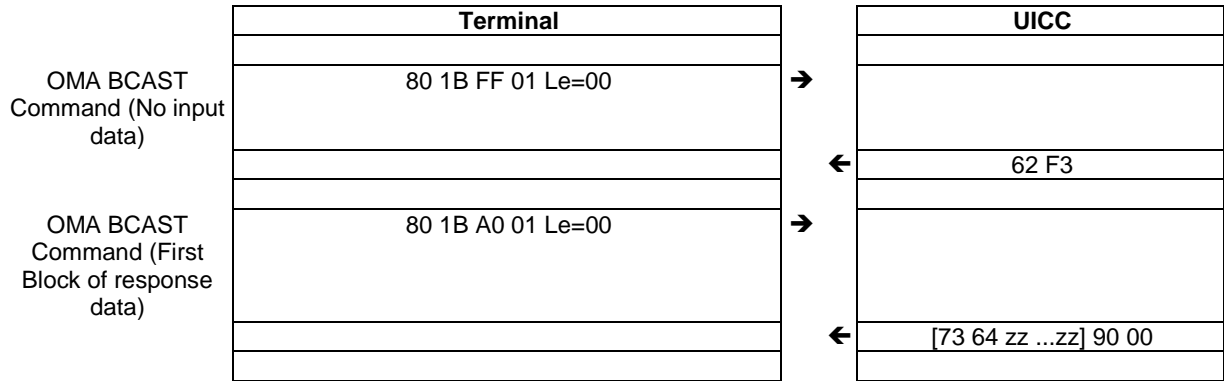 Terminal UICC
OMA BCAST
Command (No input
data)
80 1B FF 01 Le=00 ➔
🡸 62 F3
OMA BCAST
Command (First
Block of response
data)
80 1B A0 01 Le=00 ➔
🡸 [73 64 zz ...zz] 90 00